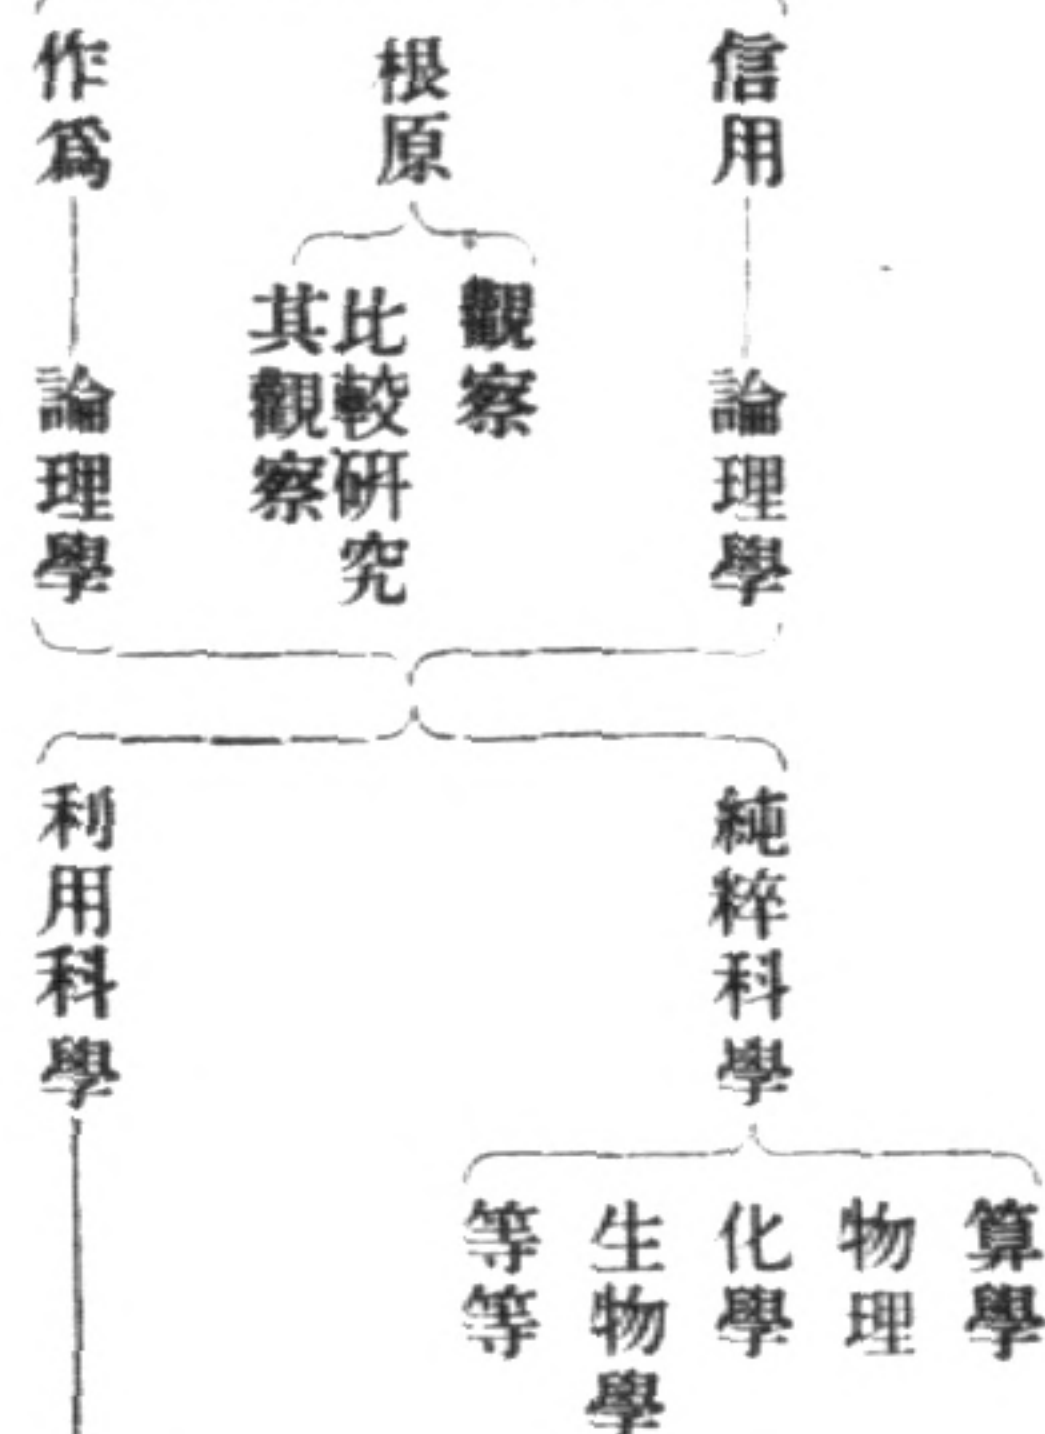 信用
根原
作爲
論理學
觀察
比較研究
其觀察
論理學
純粹科學
利用科學
算學
物理
化學
生物學
等等